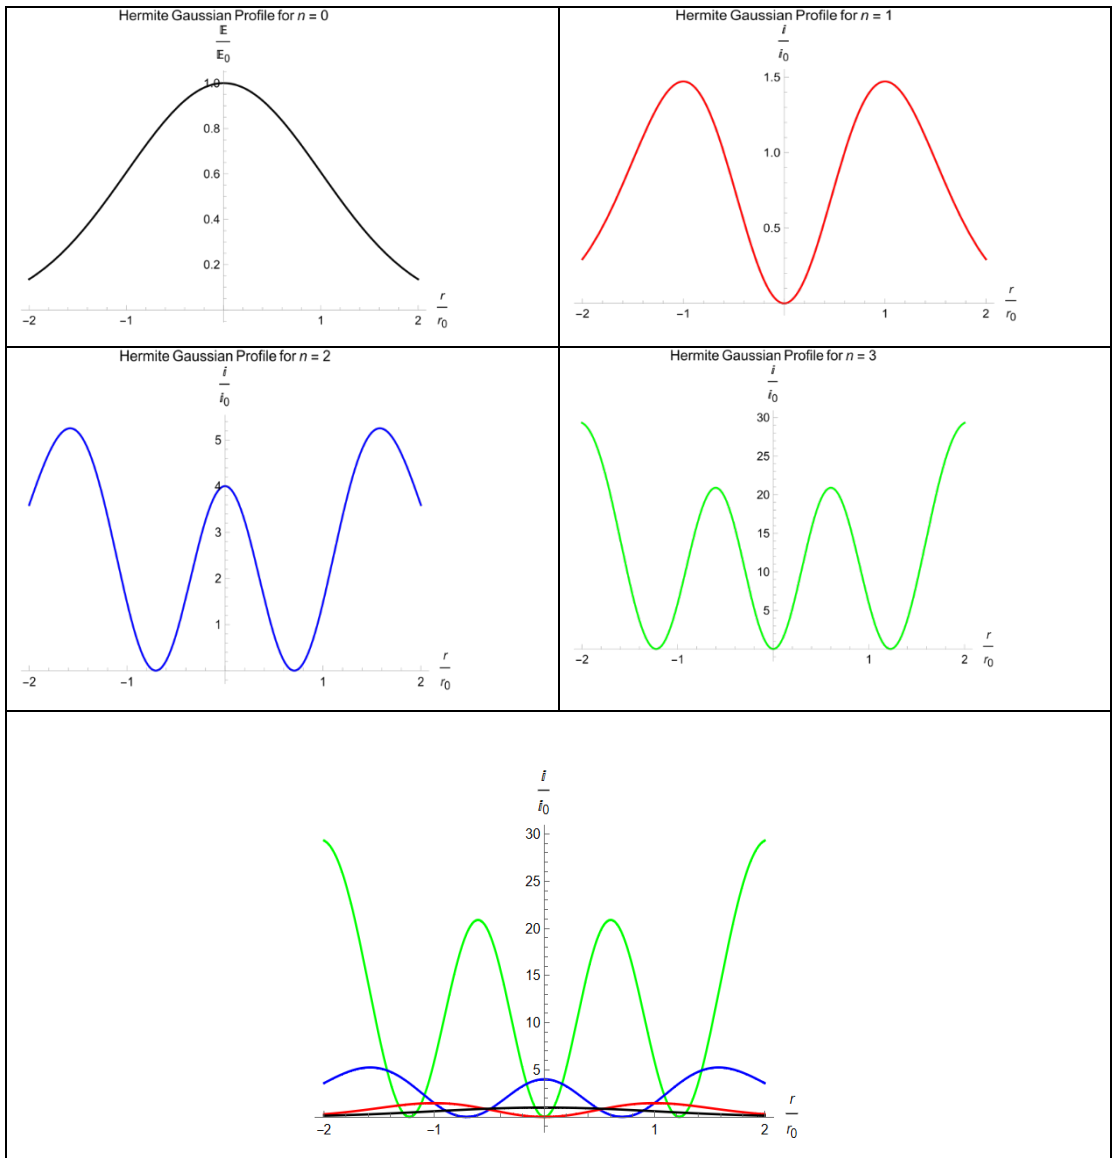 Hermite Gaussian Profile for n = 0
𝔼
𝔼0
1.0
0.8
0.6
0.4
0.2
−2 −1 1 2
r
r0
Hermite Gaussian Profile for n = 1
i
i0
1.5
1.0
0.5
−2 −1 1 2
r
r0
Hermite Gaussian Profile for n = 2
i
i0
5
4
3
2
1
−2 −1 1 2
r
r0
Hermite Gaussian Profile for n = 3
i
i0
30
25
20
15
10
5
−2 −1 1 2
r
r0
i
i0
30
25
20
15
10
5
−2 −1 1 2
r
r0